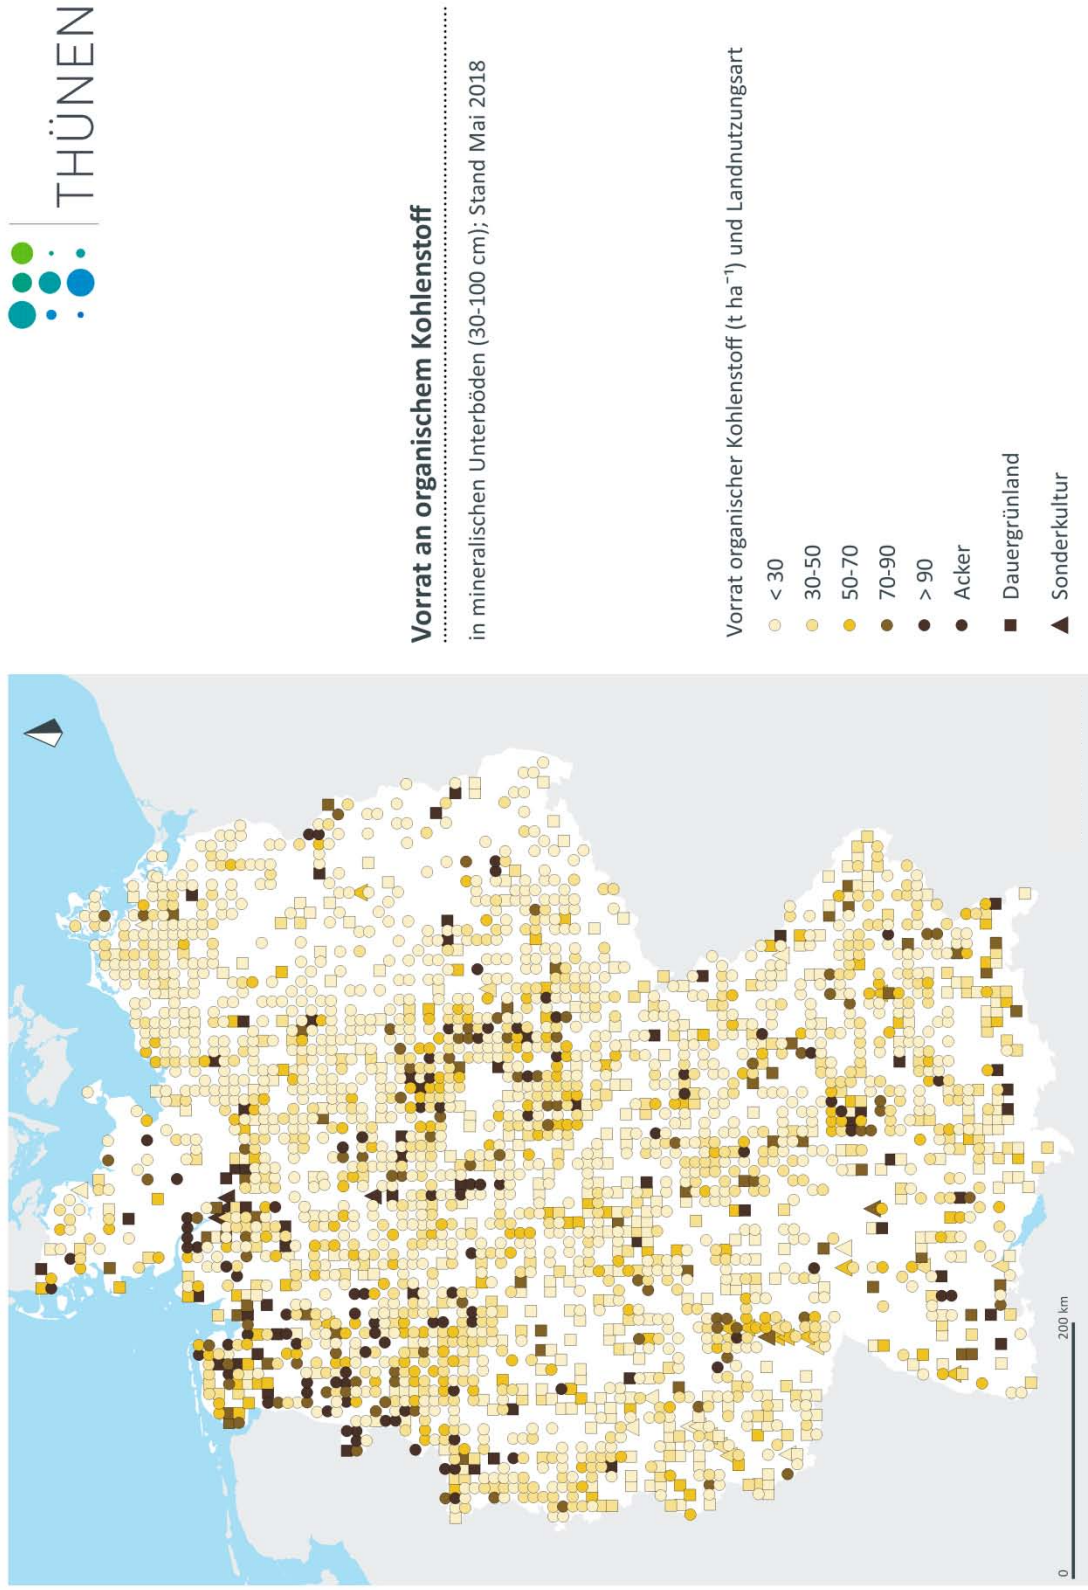 THÜNEN
Vorrat an organischem Kohlenstoff
in mineralischen Unterböden (30-100 cm); Stand Mai 2018
Vorrat organischer Kohlenstoff (t ha⁻¹) und Landnutzungsart
< 30
30-50
50-70
70-90
> 90
Acker
Dauergrünland
Sonderkultur
0
200 km